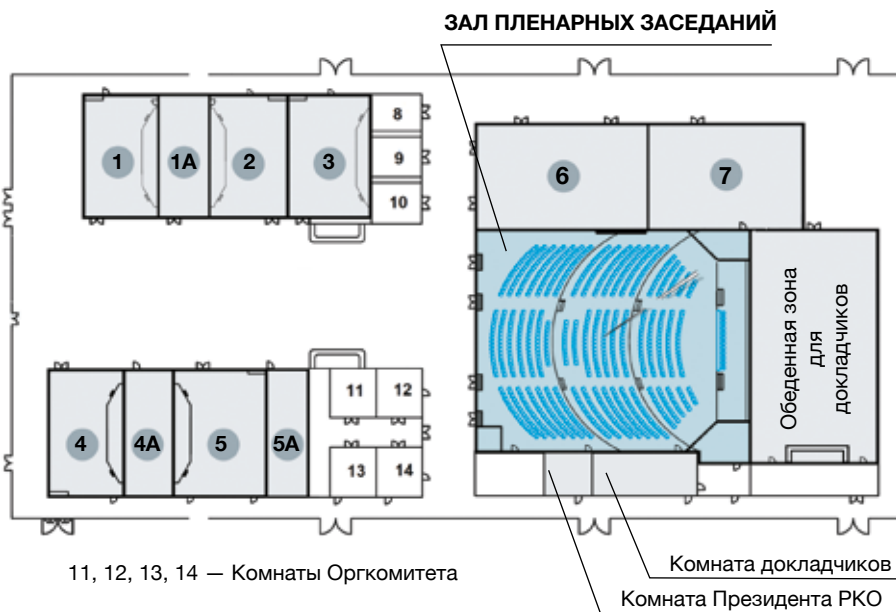 ЗАЛ ПЛЕНАРНЫХ ЗАСЕДАНИЙ
1
1А
2
3
8
9
10
6
7
Обеденная зона
для
докладчиков
4
4А
5
5А
11
12
13
14
11, 12, 13, 14 — Комнаты Оргкомитета
Комната докладчиков
Комната Президента РКО